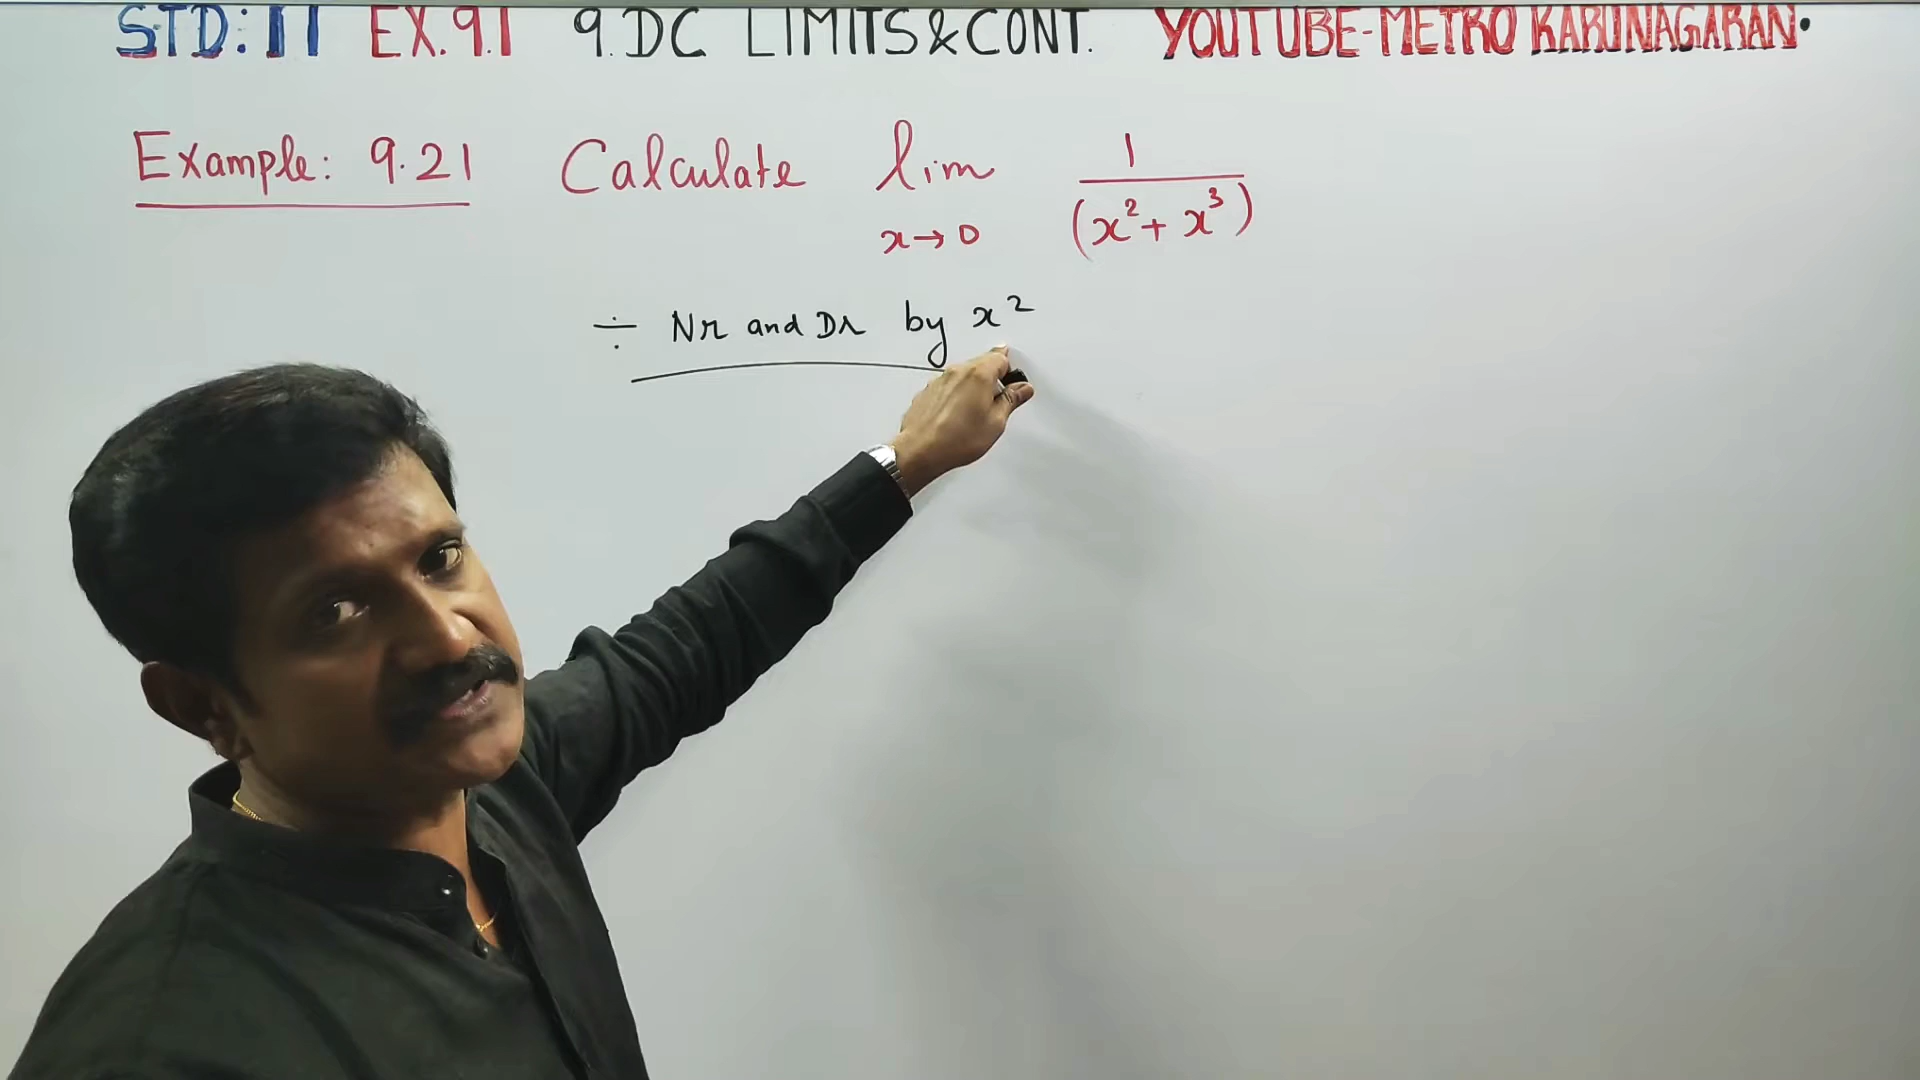 STD: 11 EX.9.1 9.DC LIMITS & CONT. YOUTUBE-METRO KARUNAGARAN.
Example: 9.21 Calculate lim 1
x→0 (x²+x³)
÷ Nr and Dr by x²